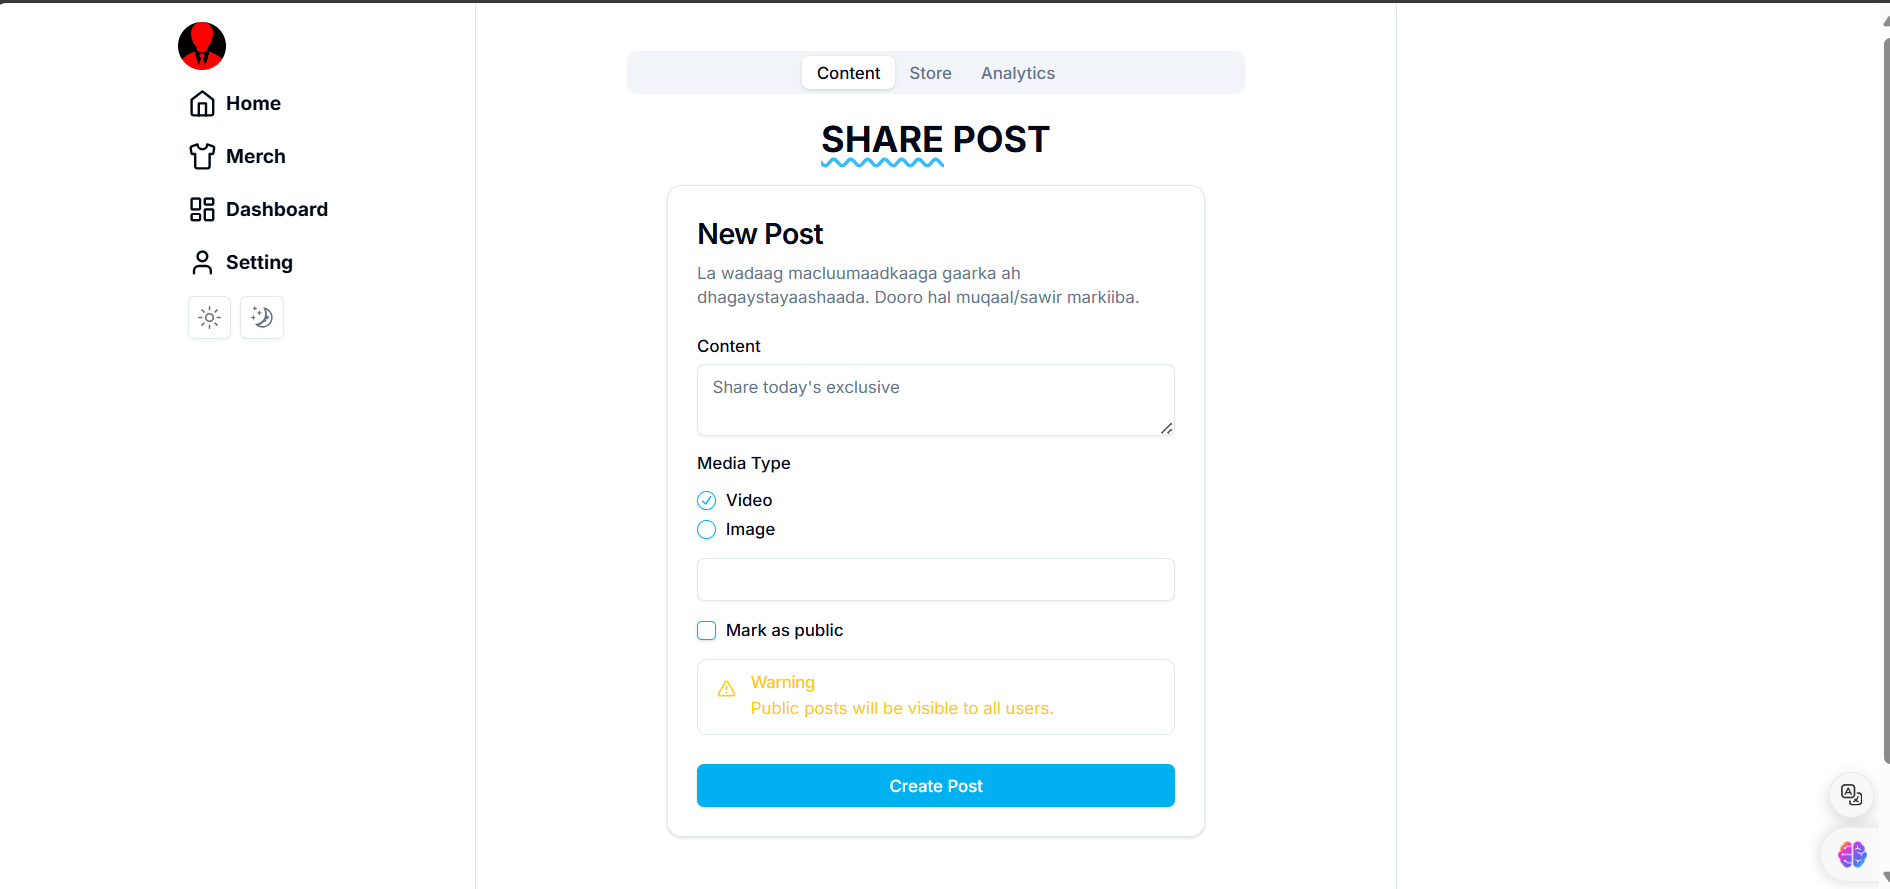 Home
Merch
Dashboard
Setting
Content Store Analytics
SHARE POST
New Post
La wadaag macluumaadkaaga gaarka ah
dhagaystayaashaada. Dooro hal muqaal/sawir markiiba.
Content
Share today's exclusive
Media Type
Video
Image
Mark as public
Warning
Public posts will be visible to all users.
Create Post